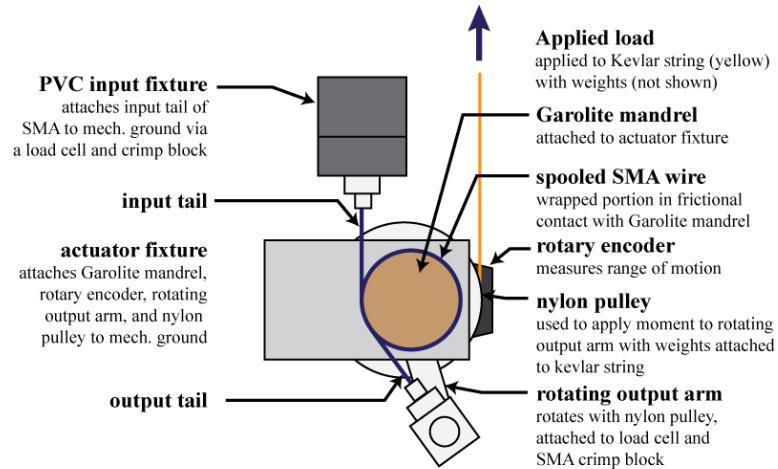 PVC input fixture
attaches input tail of
SMA to mech. ground via
a load cell and crimp block
input tail
actuator fixture
attaches Garolite mandrel,
rotary encoder, rotating
output arm, and nylon
pulley to mech. ground
output tail
Applied load
applied to Kevlar string (yellow)
with weights (not shown)
Garolite mandrel
attached to actuator fixture
spooled SMA wire
wrapped portion in frictional
contact with Garolite mandrel
rotary encoder
measures range of motion
nylon pulley
used to apply moment to rotating
output arm with weights attached
to kevlar string
rotating output arm
rotates with nylon pulley,
attached to load cell and
SMA crimp block